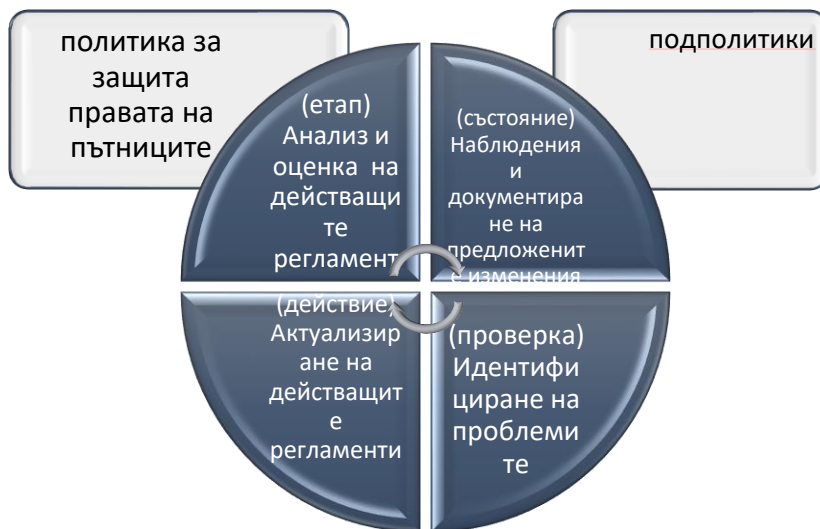 политика за
защита
правата на
пътниците
подполитики
(етап)
Анализ и
оценка на
действащи
те
регламент
(състояние)
Наблюдения
и
документира
не на
предложенит
е изменения
(действие)
Актуализир
ане на
действащит
е
регламенти
(проверка)
Идентифи
циране на
проблеми
те